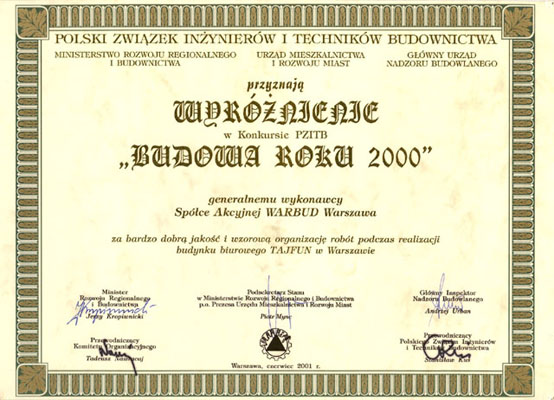 POLSKI ZWIĄZEK INŻYNIERÓW I TECHNIKÓW BUDOWNICTWA
MINISTERSTWO ROZWOJU REGIONALNEGO
I BUDOWNICTWA
URZĄD MIESZKALNICTWA
I ROZWOJU MIAST
GŁÓWNY URZĄD
NADZORU BUDOWLANEGO
przyznają
WYRÓŻNIENIE
w Konkursie PZITB
„BUDOWA ROKU 2000”
generalnemu wykonawcy
Spółce Akcyjnej WARBUD Warszawa
za bardzo dobrą jakość i wzorową organizację robót podczas realizacji
budynku biurowego TAJFUN w Warszawie
Minister
Rozwoju Regionalnego
i Budownictwa
Jerzy Kropiwnicki
Podsekretarz Stanu
w Ministerstwie Rozwoju Regionalnego i Budownictwa
p.o. Prezesa Urzędu Mieszkalnictwa i Rozwoju Miast
Piotr
Główny Inspektor
Nadzoru Budowlanego
Andrzej Urban
Przewodniczący
Komitetu Organizacyjnego
Tadeusz
Przewodniczący
Polskiego Związku Inżynierów
i Techników Budownictwa
Stanisław Kuś
Warszawa, czerwiec 2001 r.